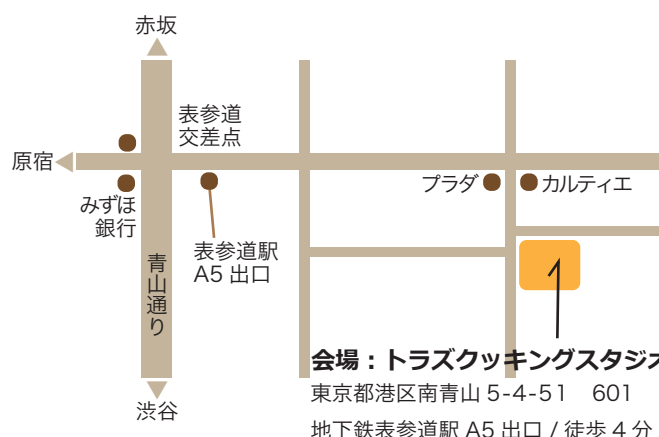 赤坂
表参道
交差点
原宿
みずほ
銀行
表参道駅
A5 出口
プラダ
カルティエ
青山通り
渋谷
会場：トラズクッキングスタジオ
東京都港区南青山 5-4-51　601
地下鉄表参道駅 A5 出口 / 徒歩 4 分